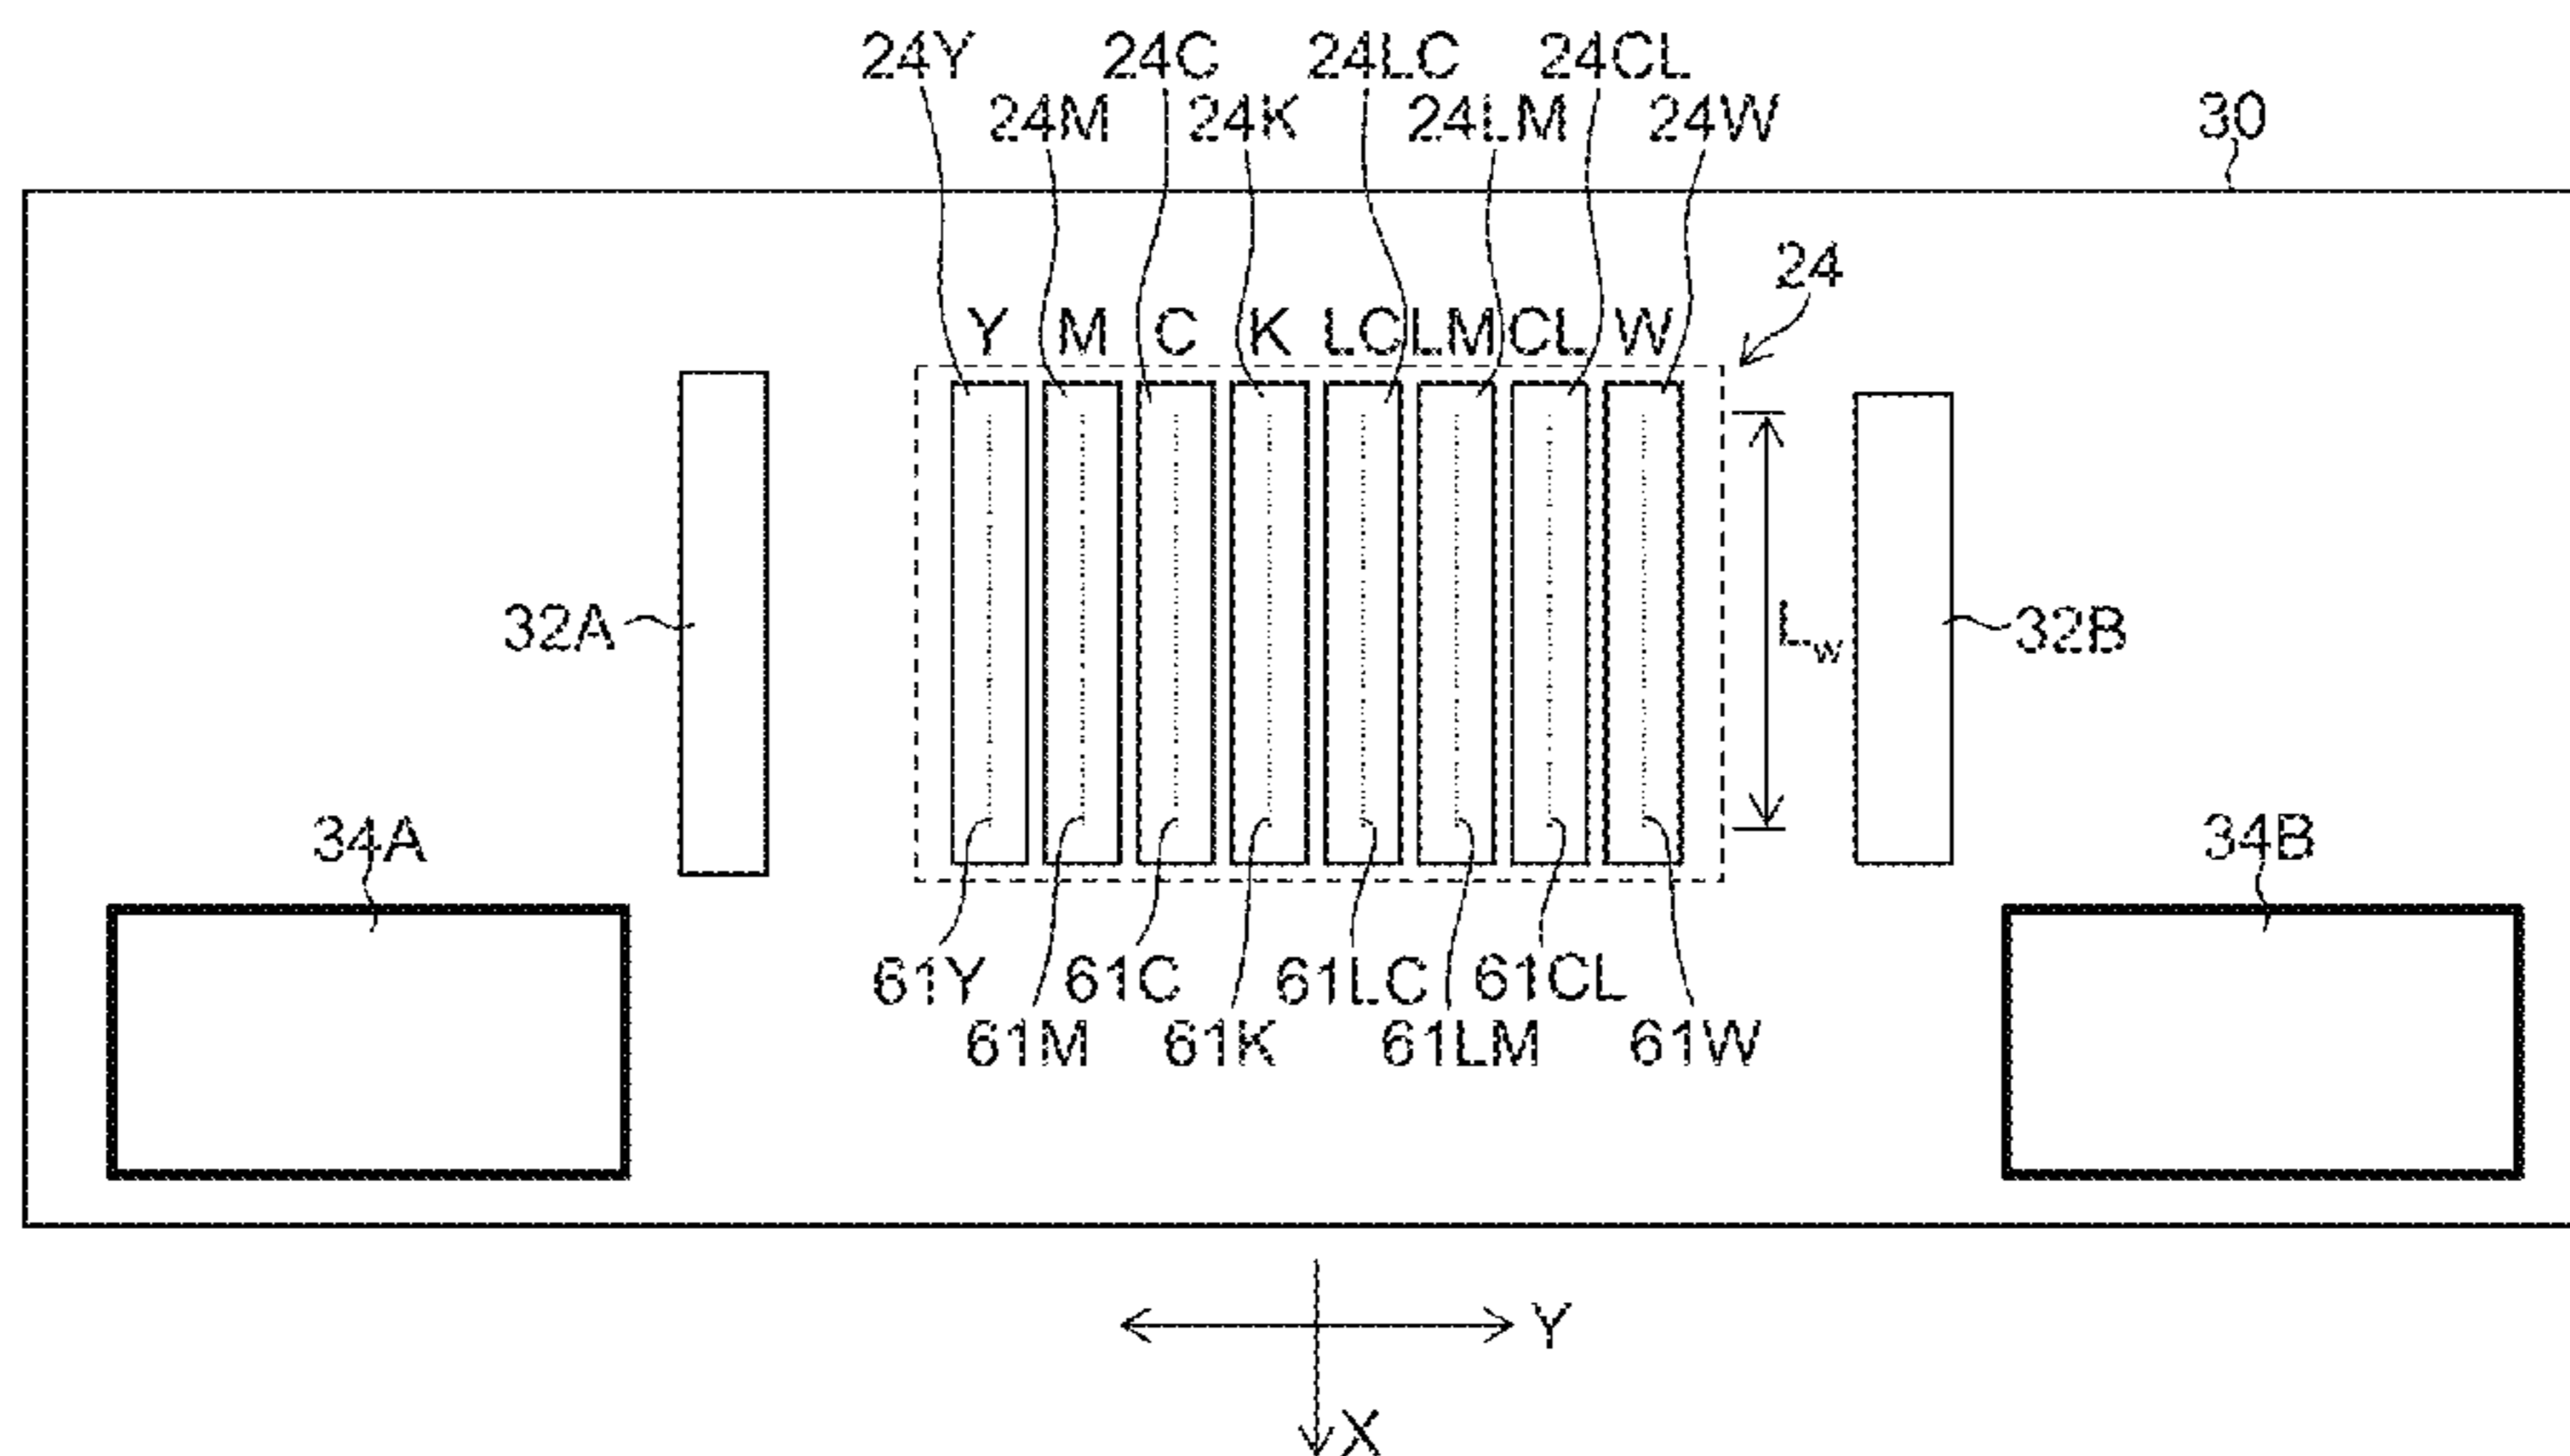 24Y 24C 24LC 24CL
24M 24K 24LM 24W 30
24
Y M C K LC LM CL W
32A Lw 32B
34A 34B
61Y 61C 61LC 61CL
61M 61K 61LM 61W
Y
X